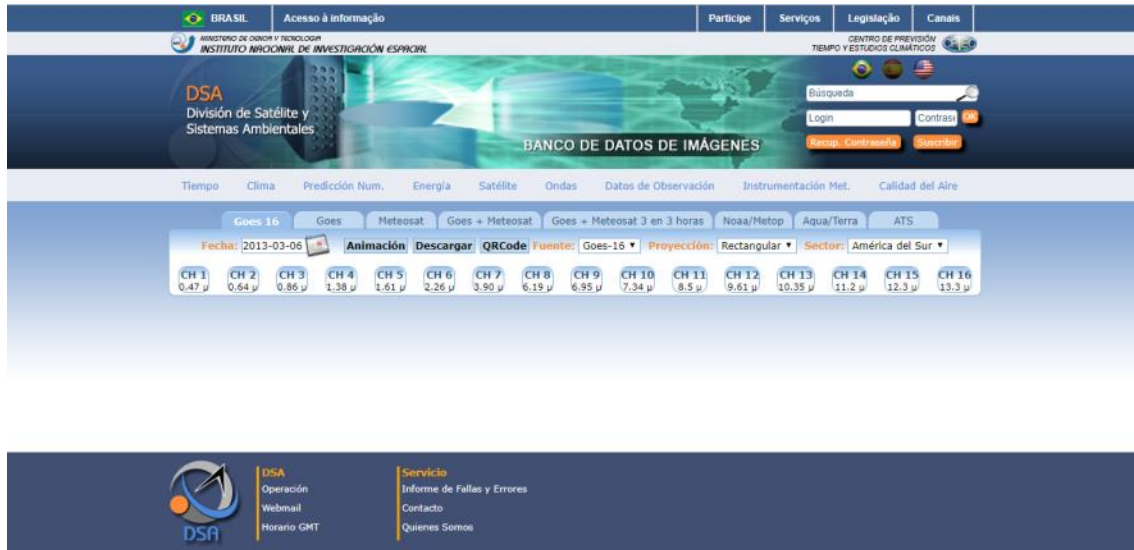 BRASIL Acesso à informação Participe Serviços Legislação Canais
MINISTERIO DE CIENCIA Y TECNOLOGIA
INSTITUTO NACIONAL DE INVESTIGACIÓN ESPACIAL
CENTRO DE PREVISIÓN
TIEMPO Y ESTUDIOS CLIMÁTICOS
DSA
División de Satélite y
Sistemas Ambientales
BANCO DE DATOS DE IMÁGENES
Búsqueda
Login Contrase OK
Recup. Contraseña Suscribir
Tiempo Clima Predicción Num. Energía Satélite Ondas Datos de Observación Instrumentación Met. Calidad del Aire
Goes 16 Goes Meteosat Goes + Meteosat Goes + Meteosat 3 en 3 horas Noaa/Metop Aqua/Terra ATS
Fecha: 2013-03-06 Animación Descargar QRCode Fuente: Goes-16 Proyección: Rectangular Sector: América del Sur
CH 1 CH 2 CH 3 CH 4 CH 5 CH 6 CH 7 CH 8 CH 9 CH 10 CH 11 CH 12 CH 13 CH 14 CH 15 CH 16
0.47 µ 0.64 µ 0.86 µ 1.38 µ 1.61 µ 2.26 µ 3.90 µ 6.19 µ 6.95 µ 7.34 µ 8.5 µ 9.61 µ 10.35 µ 11.2 µ 12.3 µ 13.3 µ
DSA
Operación
Webmail
Horario GMT
Servicio
Informe de Fallas y Errores
Contacto
Quienes Somos
DSA